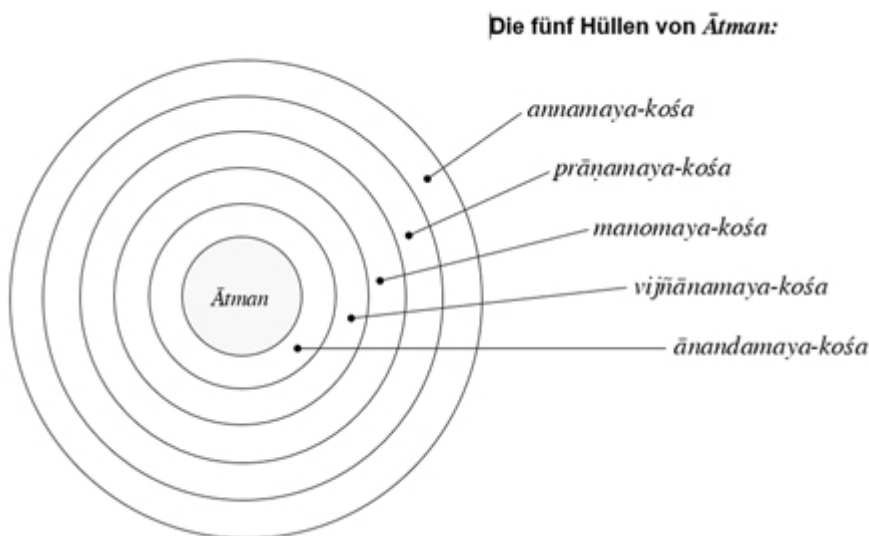 Die fünf Hüllen von Ātman:
annamaya-kośa
prāṇamaya-kośa
manomaya-kośa
vijñānamaya-kośa
Ātman
ānandamaya-kośa